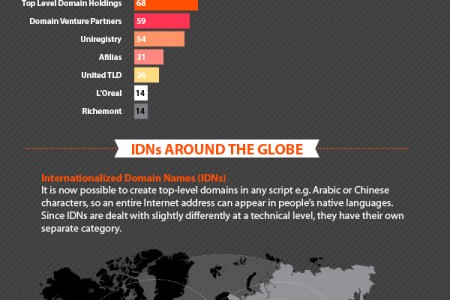 Top Level Domain Holdings 68
Domain Venture Partners 59
Uniregistry 54
Afilias 31
United TLD 26
L'Oreal 14
Richemont 14
IDNs AROUND THE GLOBE
Internationalized Domain Names (IDNs)
It is now possible to create top-level domains in any script e.g. Arabic or Chinese
characters, so an entire Internet address can appear in people's native languages.
Since IDNs are dealt with slightly differently at a technical level, they have their own
separate category.